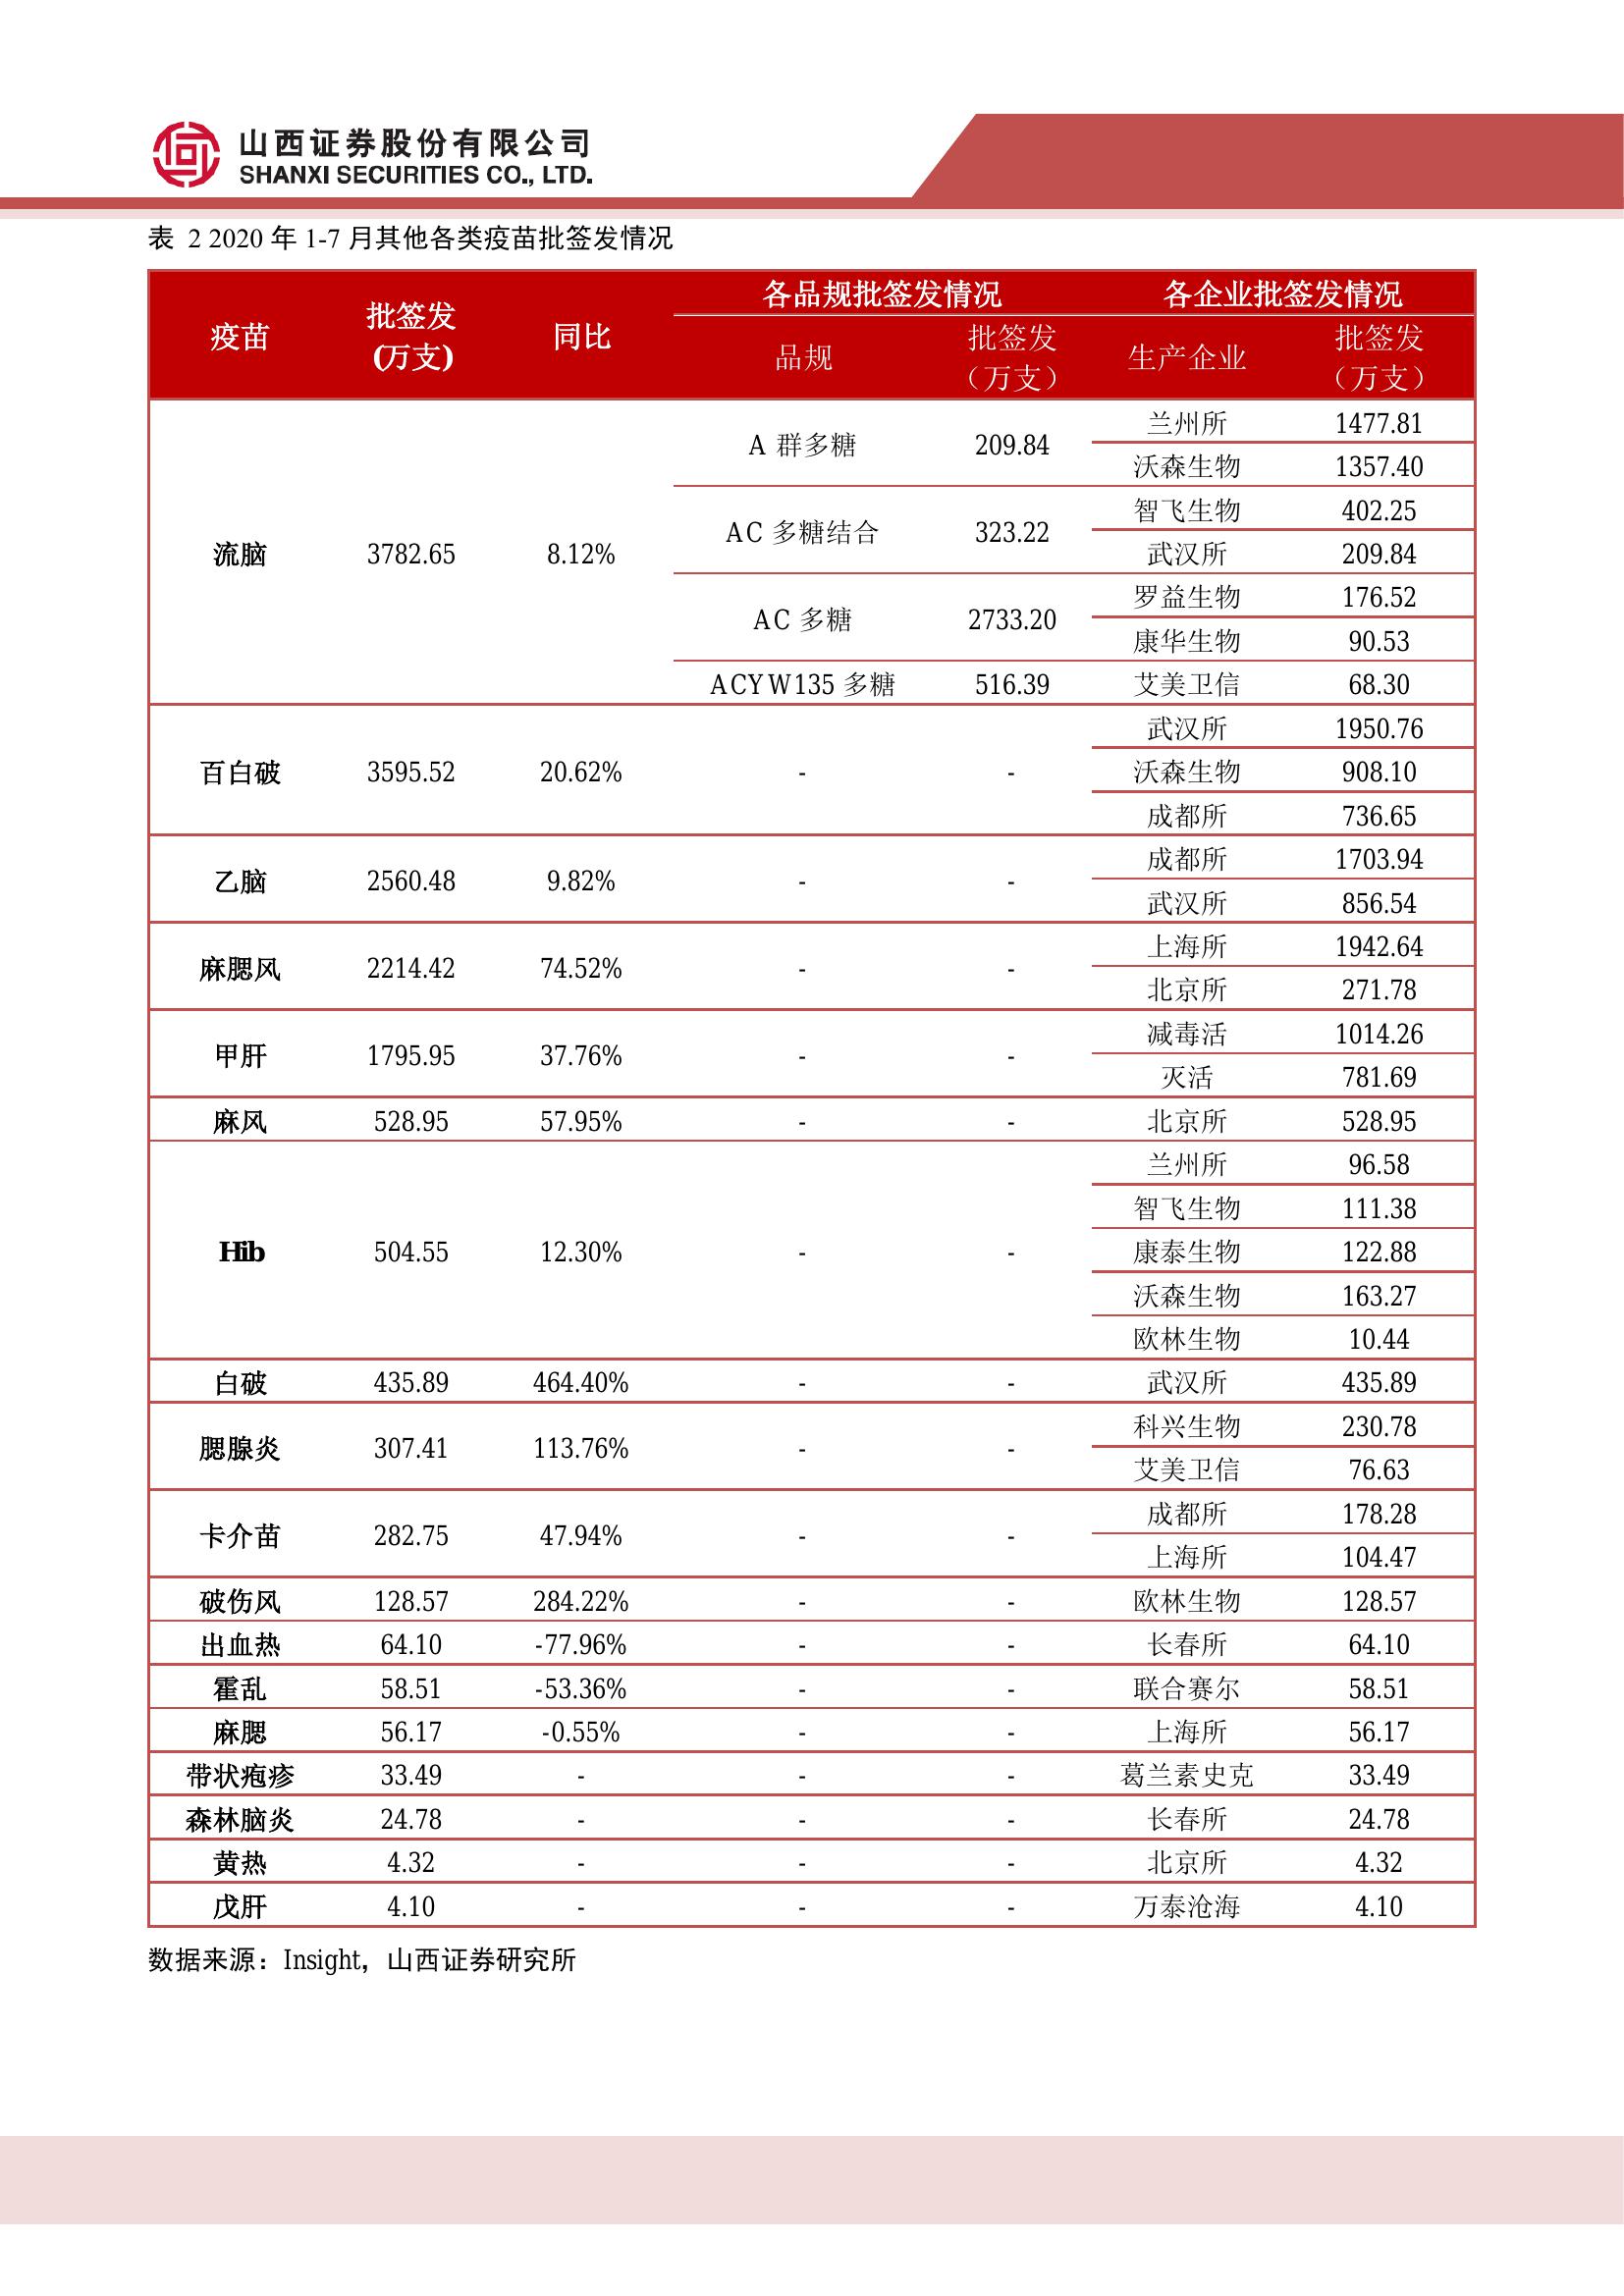 山西证券股份有限公司
SHANXI SECURITIES CO., LTD.
表 2 2020 年 1-7 月其他各类疫苗批签发情况
疫苗 批签发(万支) 同比 各品规批签发情况 各企业批签发情况
品规 批签发（万支） 生产企业 批签发（万支）
流脑 3782.65 8.12% A 群多糖 209.84 兰州所 1477.81
沃森生物 1357.40
AC 多糖结合 323.22 智飞生物 402.25
武汉所 209.84
AC 多糖 2733.20 罗益生物 176.52
康华生物 90.53
ACYW135 多糖 516.39 艾美卫信 68.30
百白破 3595.52 20.62% - - 武汉所 1950.76
沃森生物 908.10
成都所 736.65
乙脑 2560.48 9.82% - - 成都所 1703.94
武汉所 856.54
麻腮风 2214.42 74.52% - - 上海所 1942.64
北京所 271.78
甲肝 1795.95 37.76% - - 减毒活 1014.26
灭活 781.69
麻风 528.95 57.95% - - 北京所 528.95
Hib 504.55 12.30% - - 兰州所 96.58
智飞生物 111.38
康泰生物 122.88
沃森生物 163.27
欧林生物 10.44
白破 435.89 464.40% - - 武汉所 435.89
腮腺炎 307.41 113.76% - - 科兴生物 230.78
艾美卫信 76.63
卡介苗 282.75 47.94% - - 成都所 178.28
上海所 104.47
破伤风 128.57 284.22% - - 欧林生物 128.57
出血热 64.10 -77.96% - - 长春所 64.10
霍乱 58.51 -53.36% - - 联合赛尔 58.51
麻腮 56.17 -0.55% - - 上海所 56.17
带状疱疹 33.49 - - - 葛兰素史克 33.49
森林脑炎 24.78 - - - 长春所 24.78
黄热 4.32 - - - 北京所 4.32
戊肝 4.10 - - - 万泰沧海 4.10
数据来源：Insight，山西证券研究所